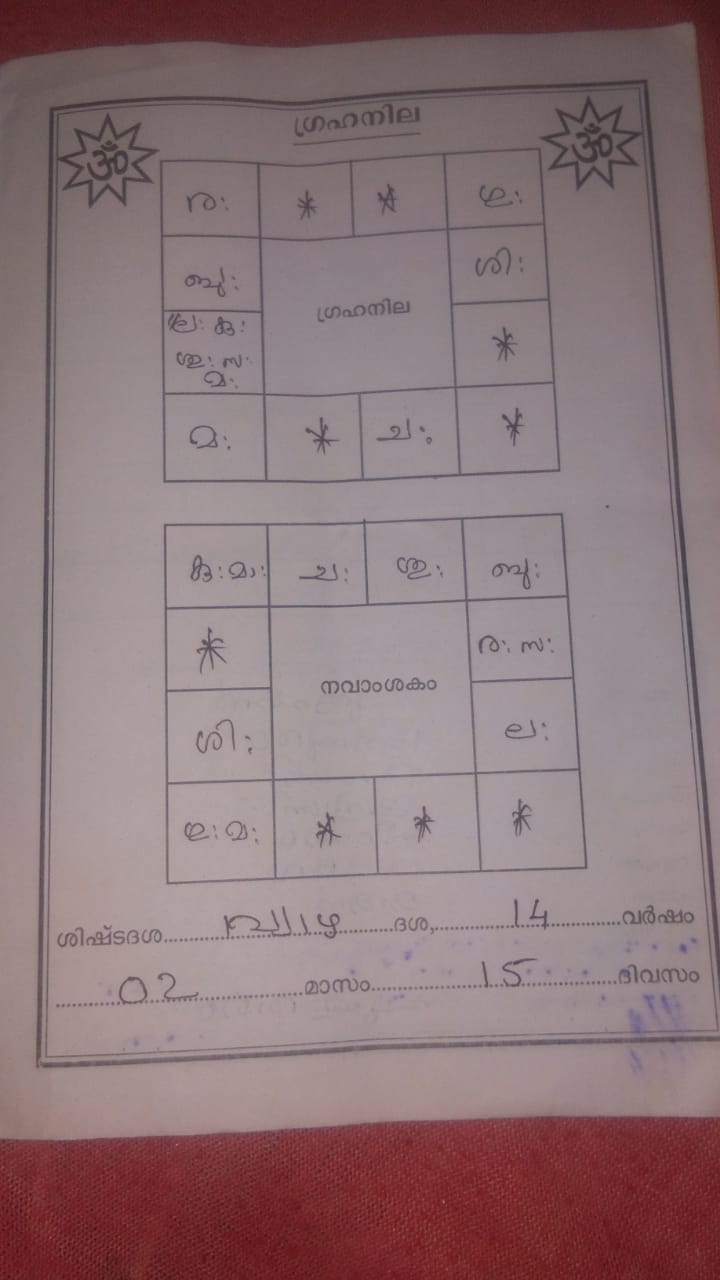 ഗ്രഹനില
ര: * * ഴ:
ബു: ശി:
ഗ്രഹനില
ല: കു: *
ശു: സ:
മ:
മ: * ച: *
കു: മാ: ച: ശു: ബു:
* ര: സ:
നവാംശകം
ശി: ല:
ഴ: മ: * * *
ശിഷ്ടദശ വ്യാഴ ദശ, 14 വർഷം
02 മാസം 15 ദിവസം